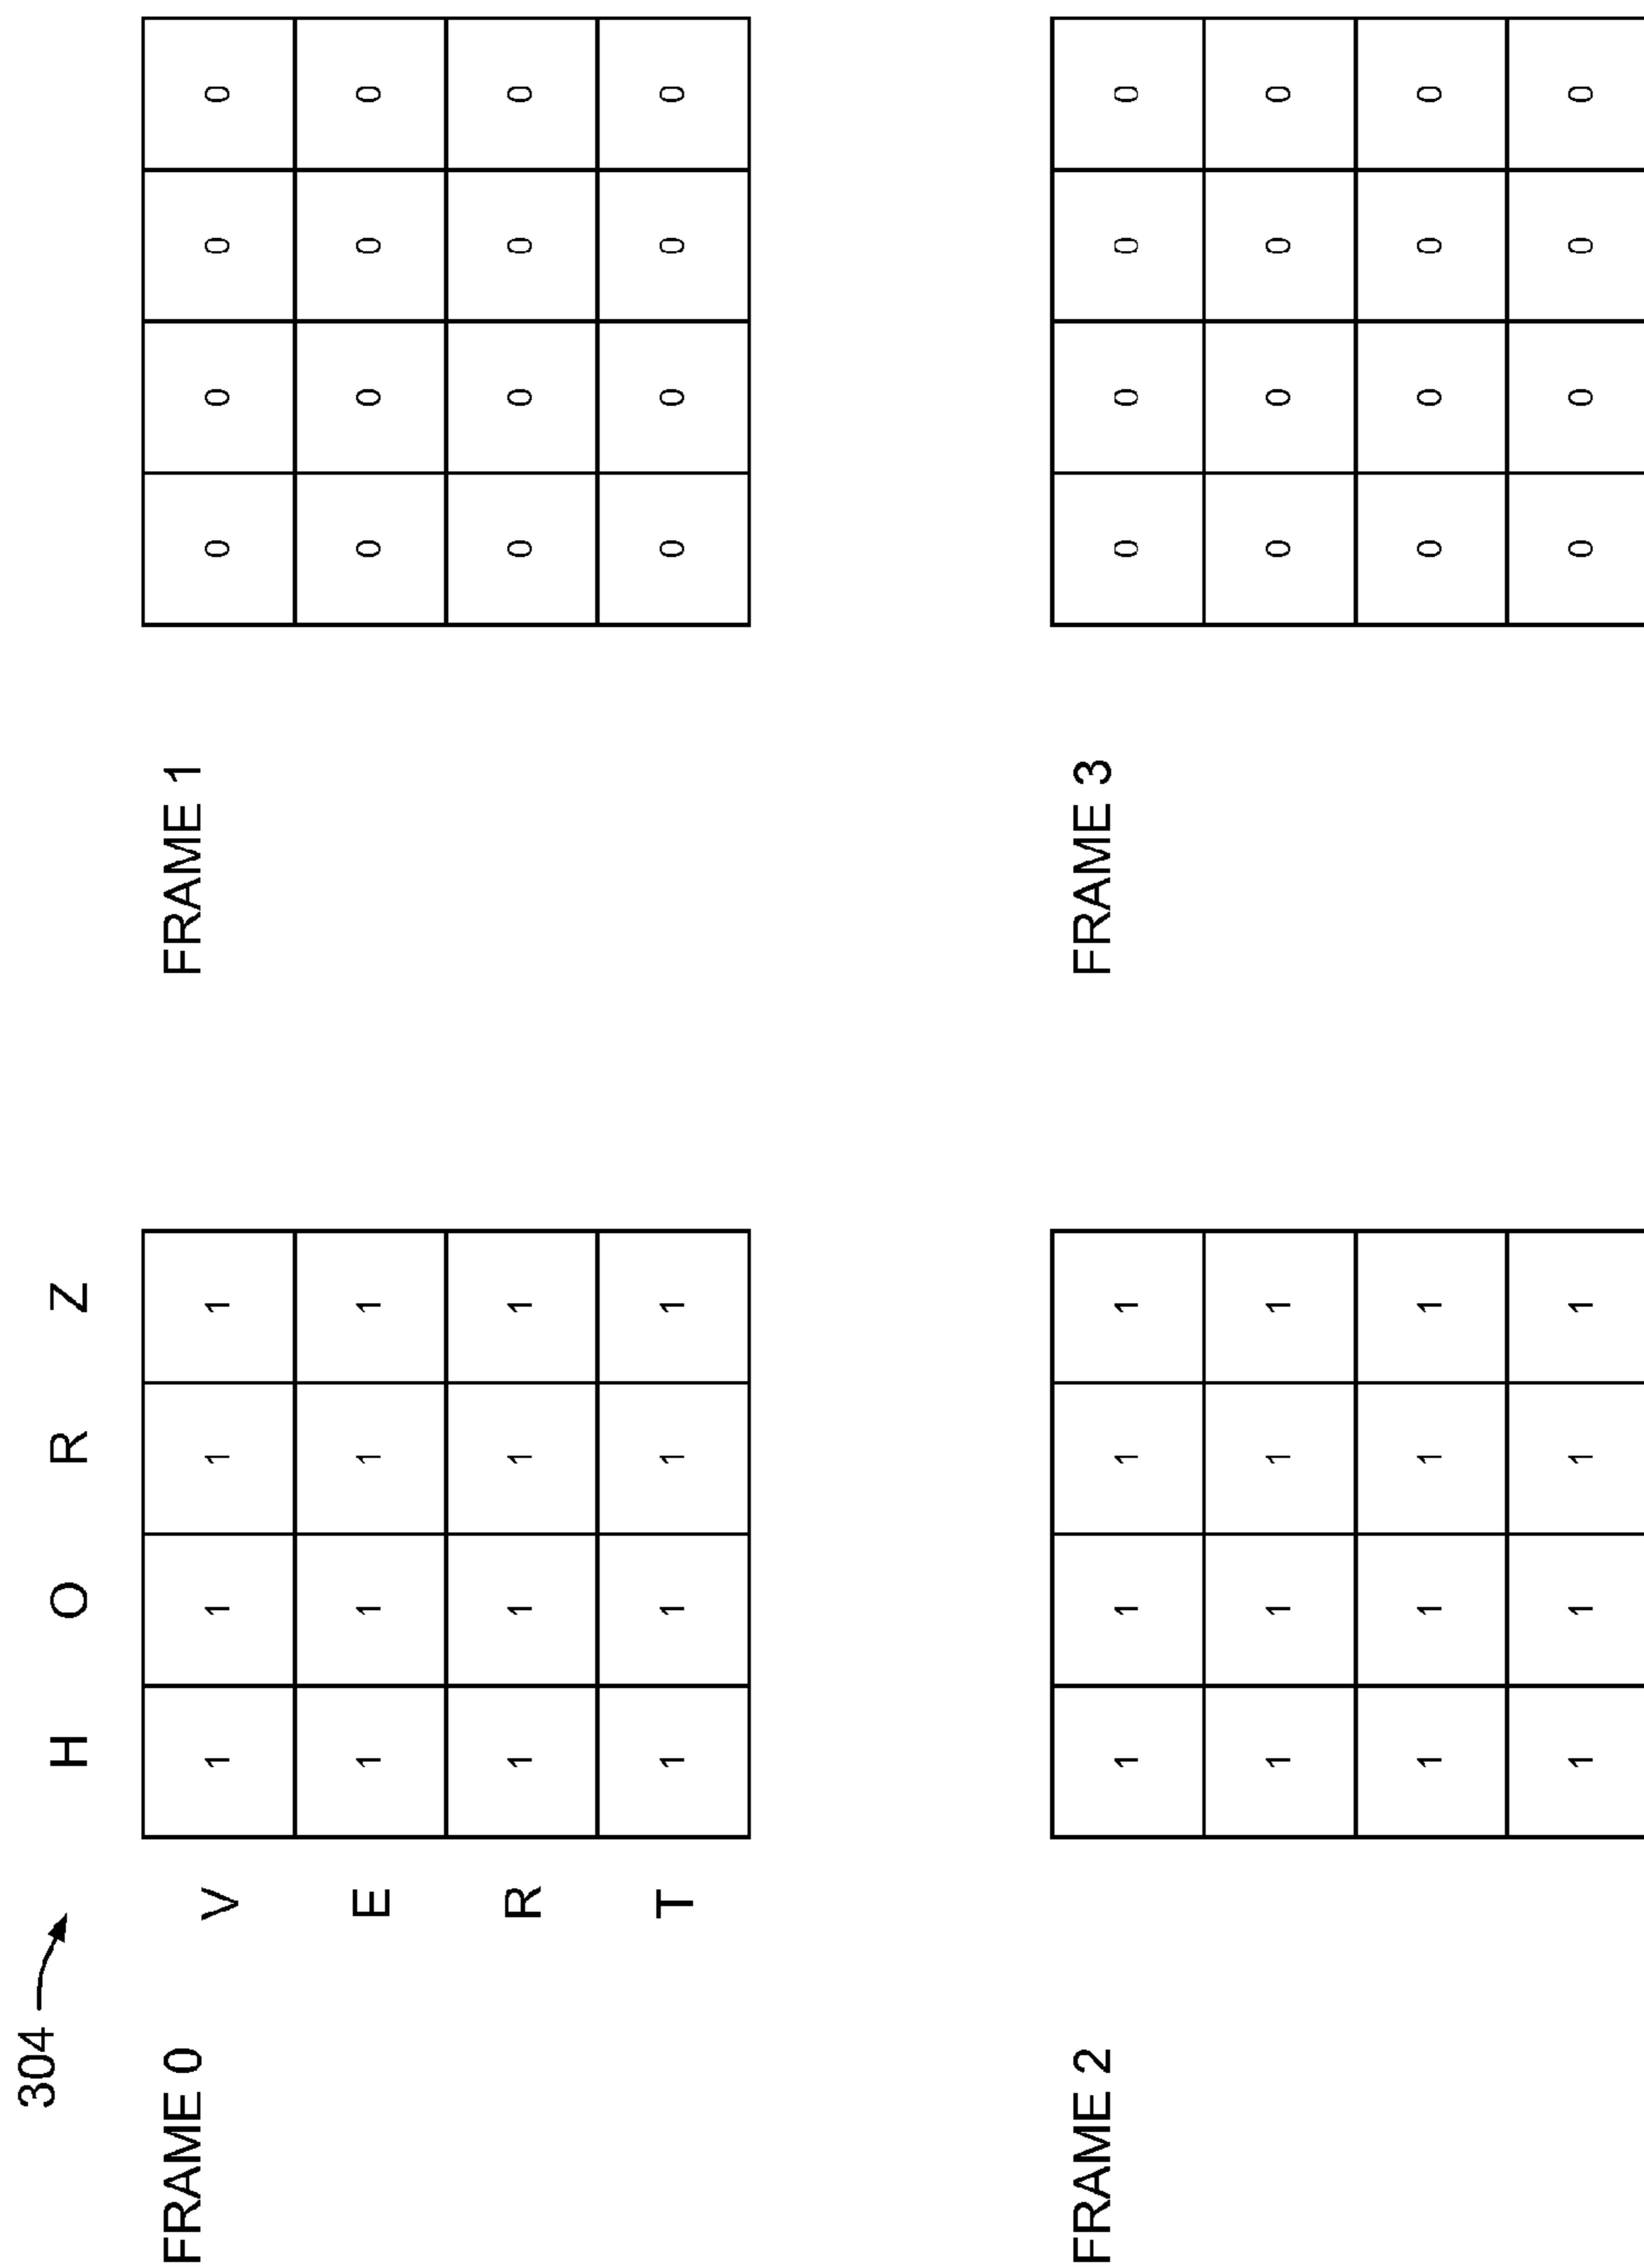 304
H O R Z
FRAME 0 V 1 1 1 1 FRAME 1 0 0 0 0
E 1 1 1 1 0 0 0 0
R 1 1 1 1 0 0 0 0
T 1 1 1 1 0 0 0 0
FRAME 2 1 1 1 1 FRAME 3 0 0 0 0
1 1 1 1 0 0 0 0
1 1 1 1 0 0 0 0
1 1 1 1 0 0 0 0